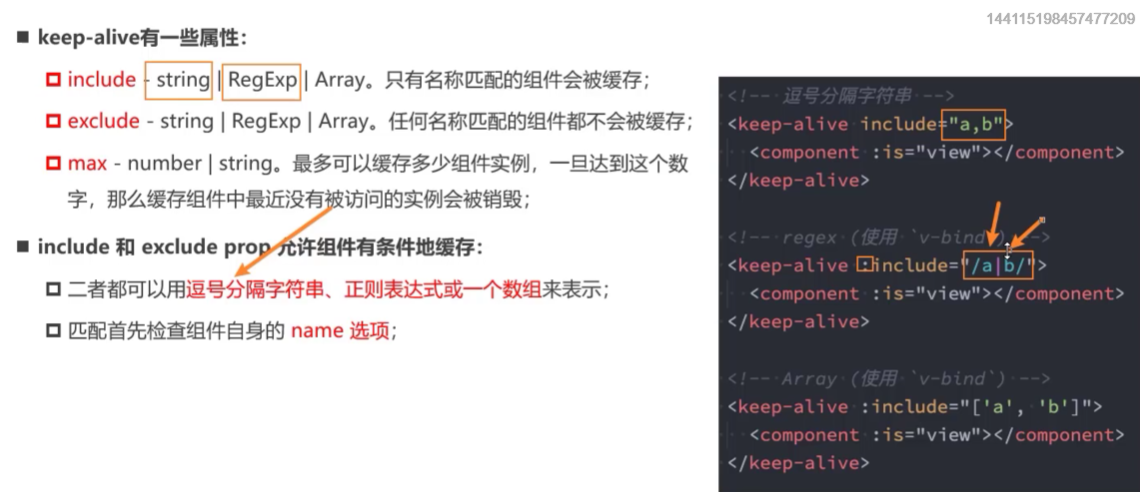 144115198457477209
keep-alive有一些属性：
include - string | RegExp | Array。只有名称匹配的组件会被缓存；
exclude - string | RegExp | Array。任何名称匹配的组件都不会被缓存；
max - number | string。最多可以缓存多少组件实例，一旦达到这个数
字，那么缓存组件中最近没有被访问的实例会被销毁；
include 和 exclude prop 允许组件有条件地缓存：
二者都可以用逗号分隔字符串、正则表达式或一个数组来表示；
匹配首先检查组件自身的 name 选项；
<!-- 逗号分隔字符串 -->
<keep-alive include="a,b">
<component :is="view"></component>
</keep-alive>
<!-- regex (使用 `v-bind`) -->
<keep-alive :include="/a|b/">
<component :is="view"></component>
</keep-alive>
<!-- Array (使用 `v-bind`) -->
<keep-alive :include="['a', 'b']">
<component :is="view"></component>
</keep-alive>